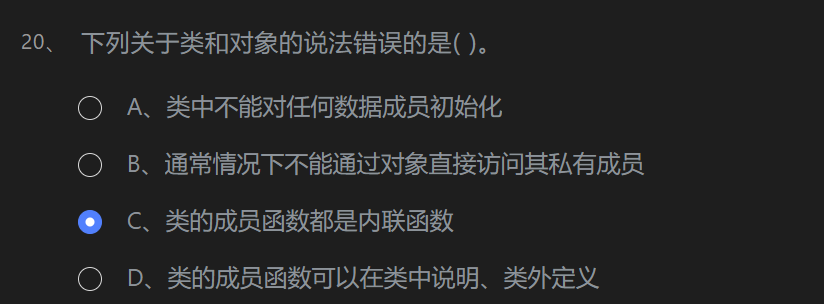 20、 下列关于类和对象的说法错误的是( )。
A、类中不能对任何数据成员初始化
B、通常情况下不能通过对象直接访问其私有成员
C、类的成员函数都是内联函数
D、类的成员函数可以在类中说明、类外定义